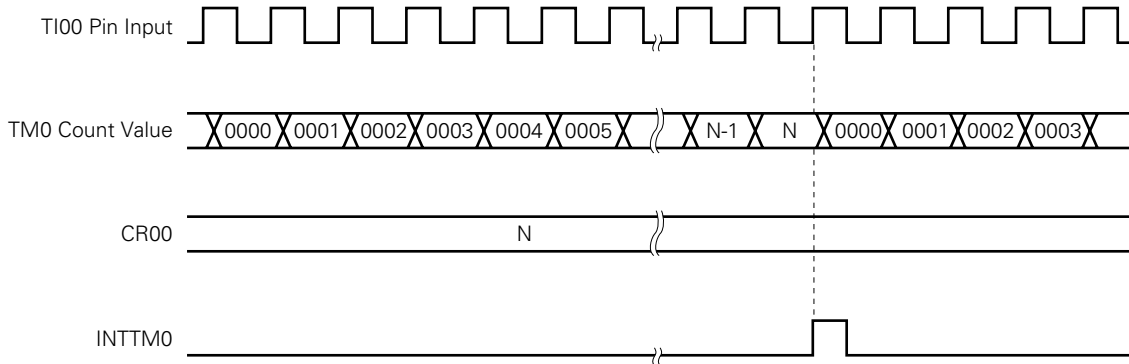 TI00 Pin Input
TM0 Count Value 0000 0001 0002 0003 0004 0005 N-1 N 0000 0001 0002 0003
CR00 N
INTTM0